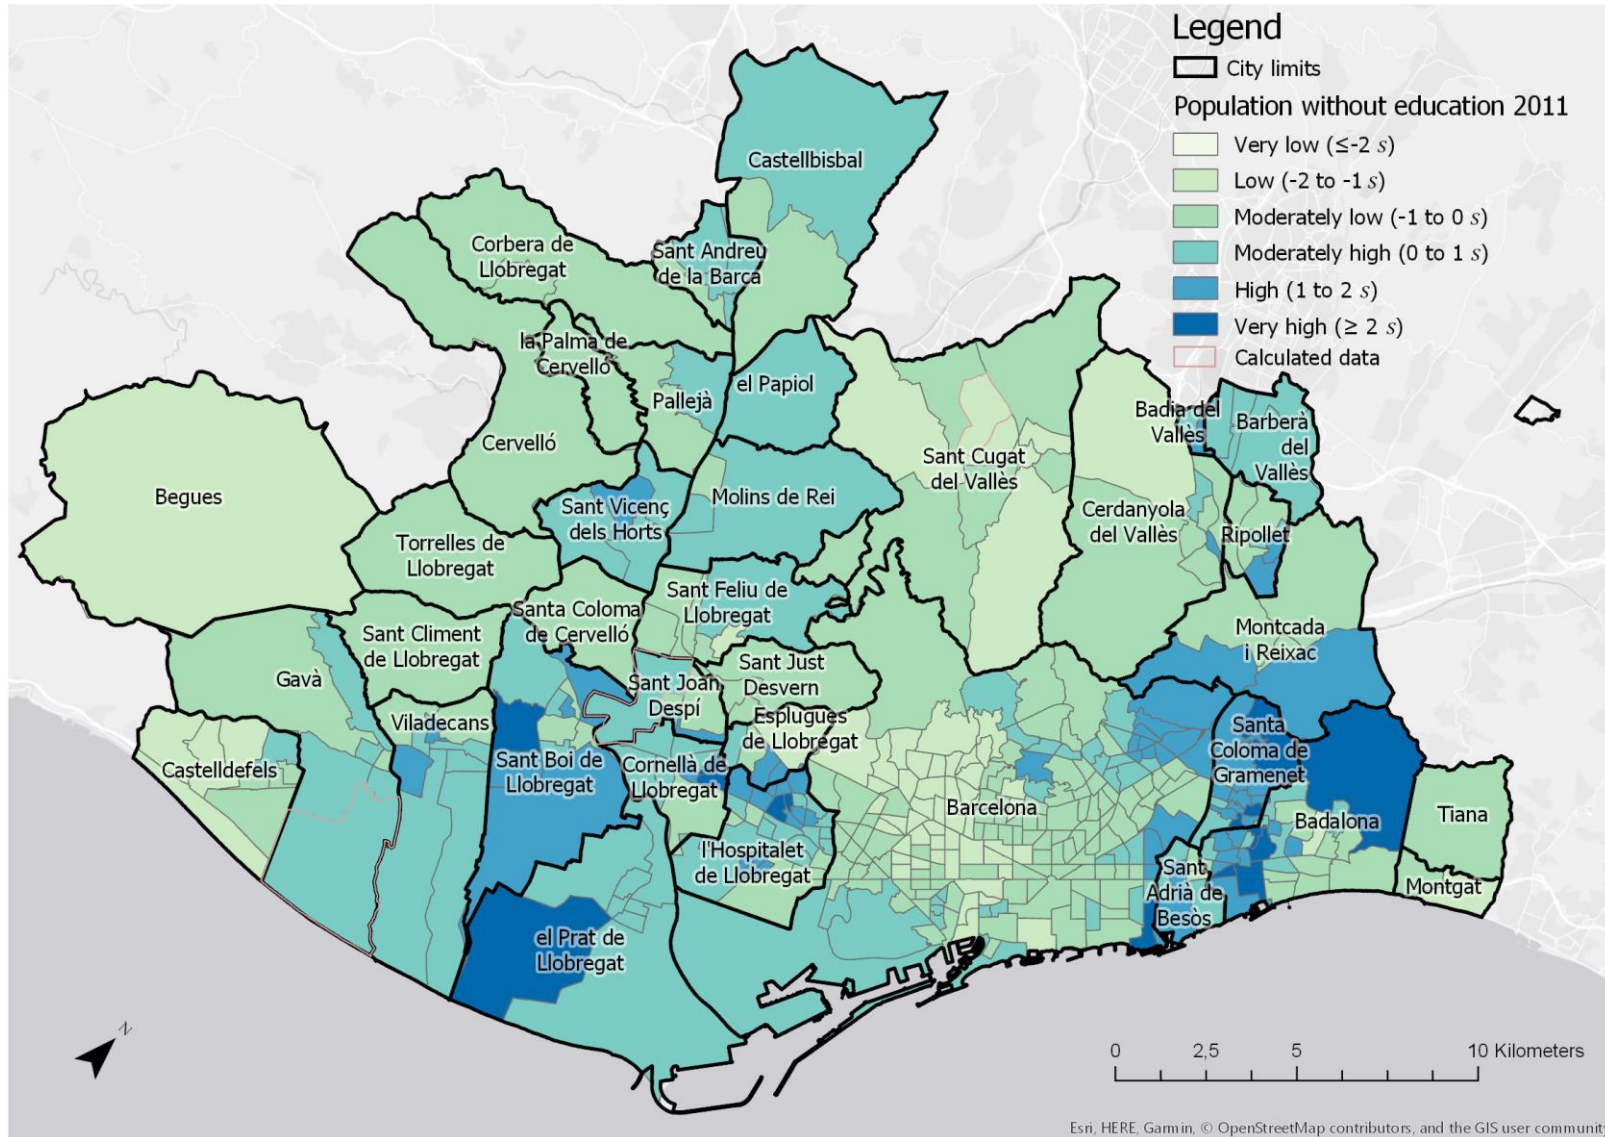 Legend
City limits
Population without education 2011
Very low (≤-2 s)
Low (-2 to -1 s)
Moderately low (-1 to 0 s)
Moderately high (0 to 1 s)
High (1 to 2 s)
Very high (≥ 2 s)
Calculated data
Castellbisbal
Corbera de
Llobregat
Sant Andreu
de la Barca
la Palma de
Cervelló
Pallejà
el Papiol
Cervelló
Badia del
Vallès
Barberà
del
Vallès
Sant Cugat
del Vallès
Begues
Sant Vicenç
dels Horts
Molins de Rei
Cerdanyola
del Vallès
Ripollet
Torrelles de
Llobregat
Sant Feliu de
Llobregat
Santa Coloma
de Cervelló
Sant Climent
de Llobregat
Montcada
i Reixac
Gavà
Sant Just
Desvern
Sant Joan
Despí
Viladecans
Esplugues
de Llobregat
Santa
Coloma de
Gramenet
Castelldefels
Sant Boi de
Llobregat
Cornellà de
Llobregat
Barcelona
Badalona
Tiana
l'Hospitalet
de Llobregat
Sant
Adrià de
Besòs
Montgat
el Prat de
Llobregat
N
0 2,5 5 10 Kilometers
Esri, HERE, Garmin, © OpenStreetMap contributors, and the GIS user community